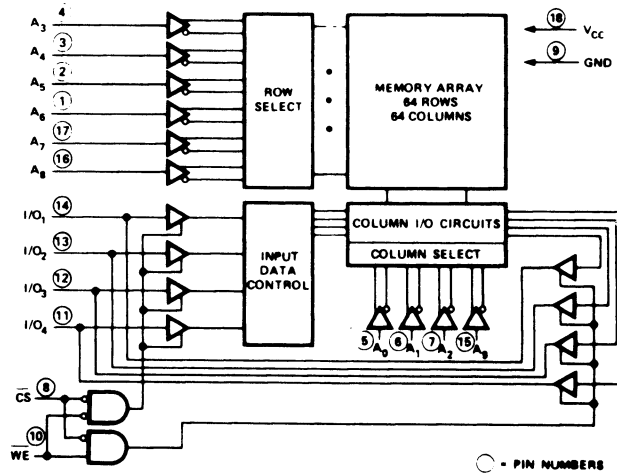 4
A3
3
A4
2
A5
1
A6
17
A7
16
A8
ROW
SELECT
MEMORY ARRAY
64 ROWS
64 COLUMNS
18
VCC
9
GND
14
I/O1
13
I/O2
12
I/O3
11
I/O4
INPUT
DATA
CONTROL
COLUMN I/O CIRCUITS
COLUMN SELECT
5 A0
6 A1
7 A2
15 A9
CS 8
WE 10
= PIN NUMBERS